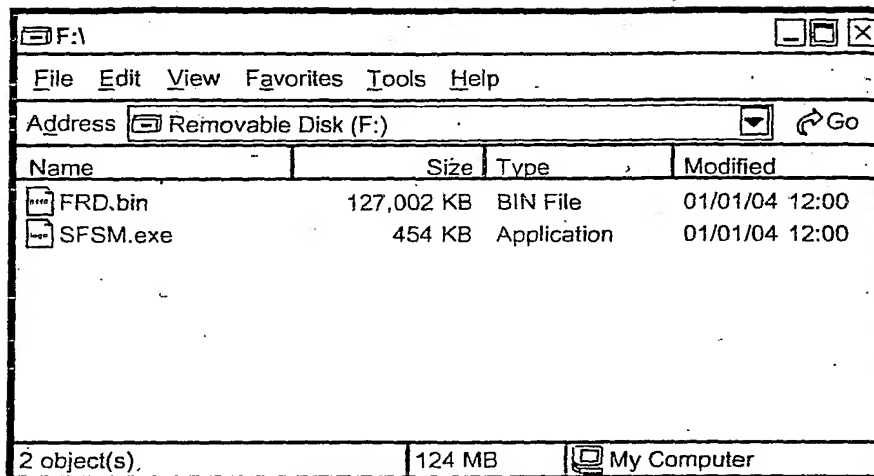 F:\
File Edit View Favorites Tools Help
Address Removable Disk (F:) Go
Name Size Type Modified
FRD.bin 127,002 KB BIN File 01/01/04 12:00
SFSM.exe 454 KB Application 01/01/04 12:00
2 object(s) 124 MB My Computer